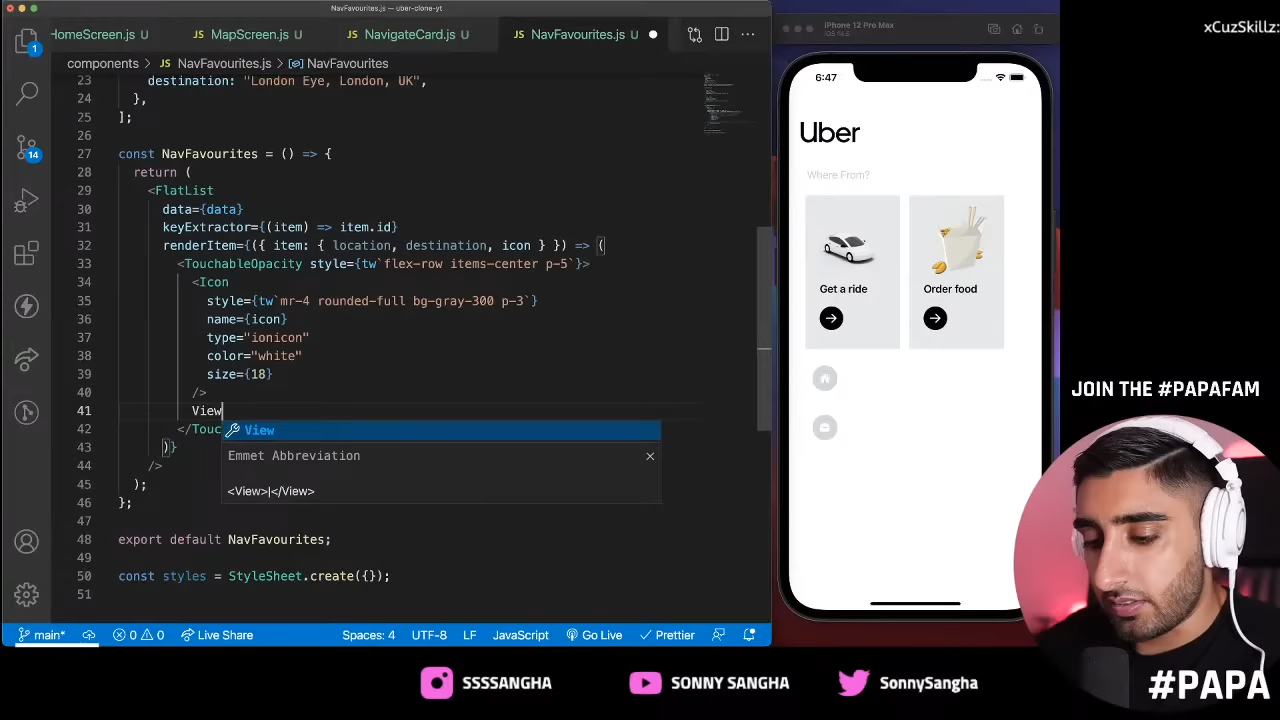 NavFavourites.js — uber-clone-yt
HomeScreen.js U
MapScreen.js U
NavigateCard.js U
NavFavourites.js U
components > JS NavFavourites.js > NavFavourites
23 destination: "London Eye, London, UK",
24 },
25 ];
26
27 const NavFavourites = () => {
28 return (
29 <FlatList
30 data={data}
31 keyExtractor={(item) => item.id}
32 renderItem={({ item: { location, destination, icon } }) => (
33 <TouchableOpacity style={tw`flex-row items-center p-5`}>
34 <Icon
35 style={tw`mr-4 rounded-full bg-gray-300 p-3`}
36 name={icon}
37 type="ionicon"
38 color="white"
39 size={18}
40 />
41 View
42 </Touc
43 )}
44 />
45 );
46 };
47
48 export default NavFavourites;
49
50 const styles = StyleSheet.create({});
51
View
Emmet Abbreviation
<View>|</View>
1
14
main*
0 0
Live Share
Spaces: 4
UTF-8
LF
JavaScript
Go Live
Prettier
iPhone 12 Pro Max
iOS 14.5
6:47
Uber
Where From?
Get a ride
Order food
xCuzSkillz:
JOIN THE #PAPAFAM
SSSSANGHA
SONNY SANGHA
SonnySangha
#PAPA